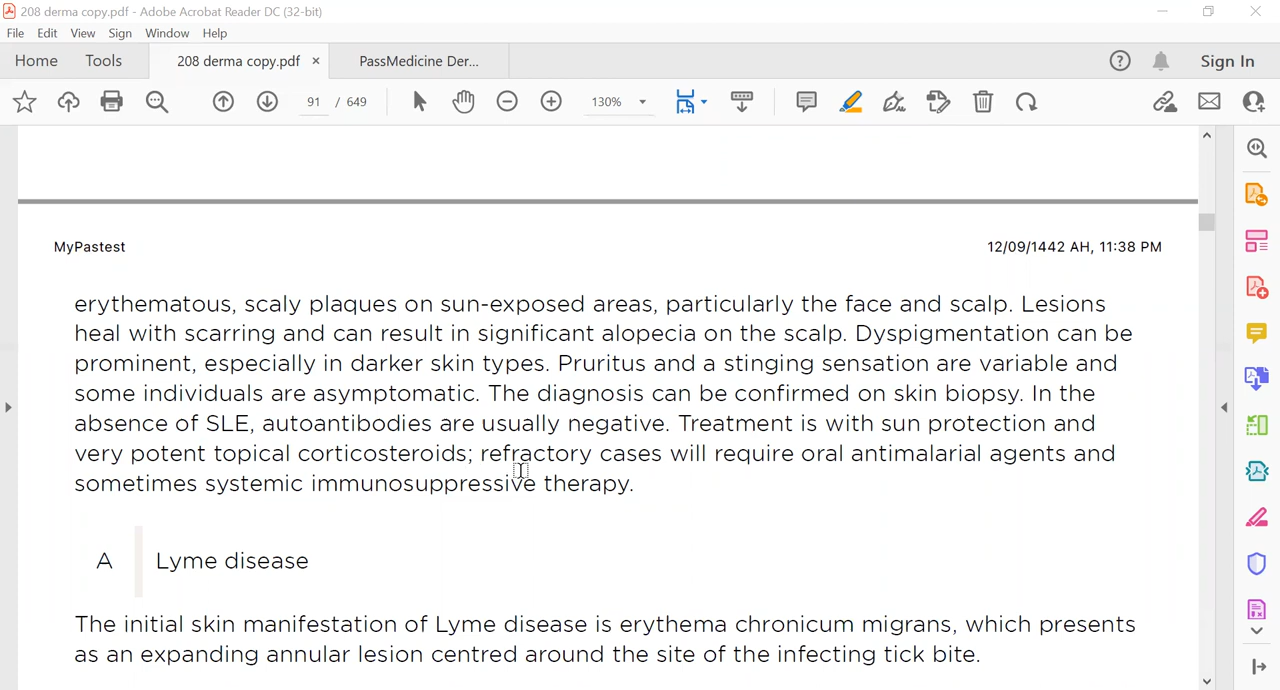 208 derma copy.pdf - Adobe Acrobat Reader DC (32-bit)
File Edit View Sign Window Help
Home Tools 208 derma copy.pdf × PassMedicine Der... Sign In
91 / 649 130%
MyPastest 12/09/1442 AH, 11:38 PM
erythematous, scaly plaques on sun-exposed areas, particularly the face and scalp. Lesions
heal with scarring and can result in significant alopecia on the scalp. Dyspigmentation can be
prominent, especially in darker skin types. Pruritus and a stinging sensation are variable and
some individuals are asymptomatic. The diagnosis can be confirmed on skin biopsy. In the
absence of SLE, autoantibodies are usually negative. Treatment is with sun protection and
very potent topical corticosteroids; refractory cases will require oral antimalarial agents and
sometimes systemic immunosuppressive therapy.
A Lyme disease
The initial skin manifestation of Lyme disease is erythema chronicum migrans, which presents
as an expanding annular lesion centred around the site of the infecting tick bite.